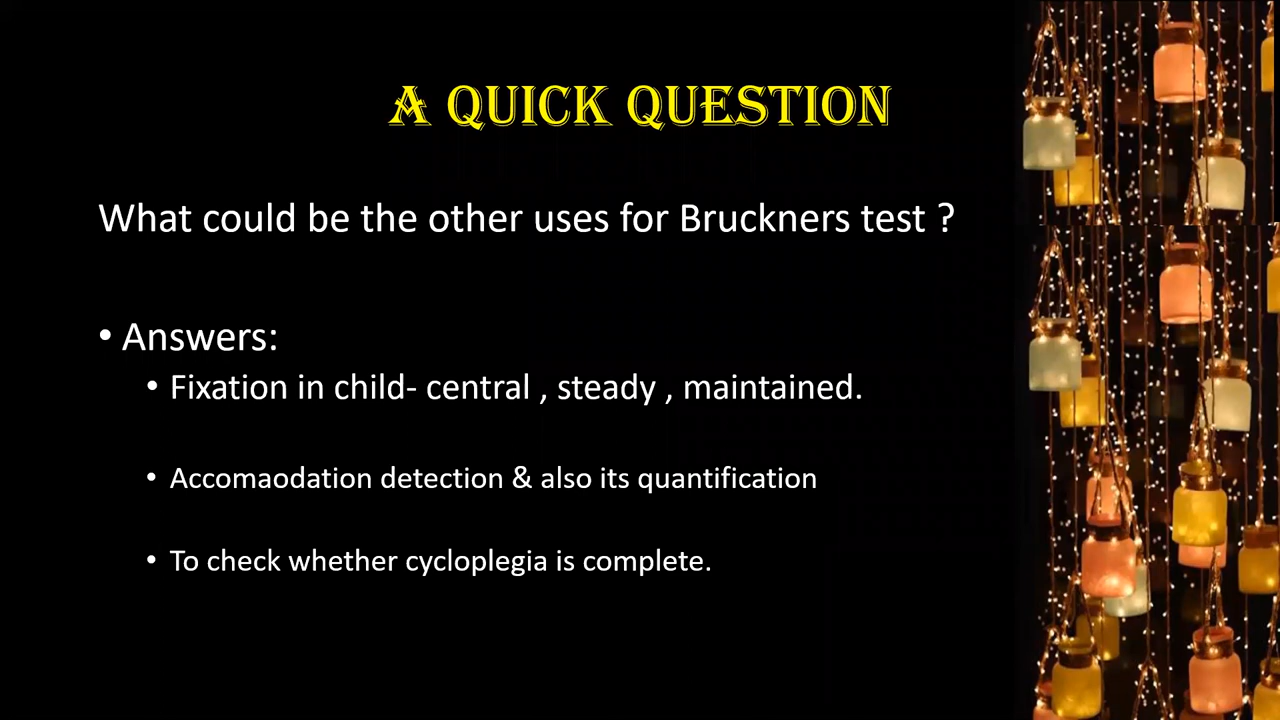 A QUICK QUESTION
What could be the other uses for Bruckners test ?
• Answers:
• Fixation in child- central , steady , maintained.
• Accomaodation detection & also its quantification
• To check whether cycloplegia is complete.